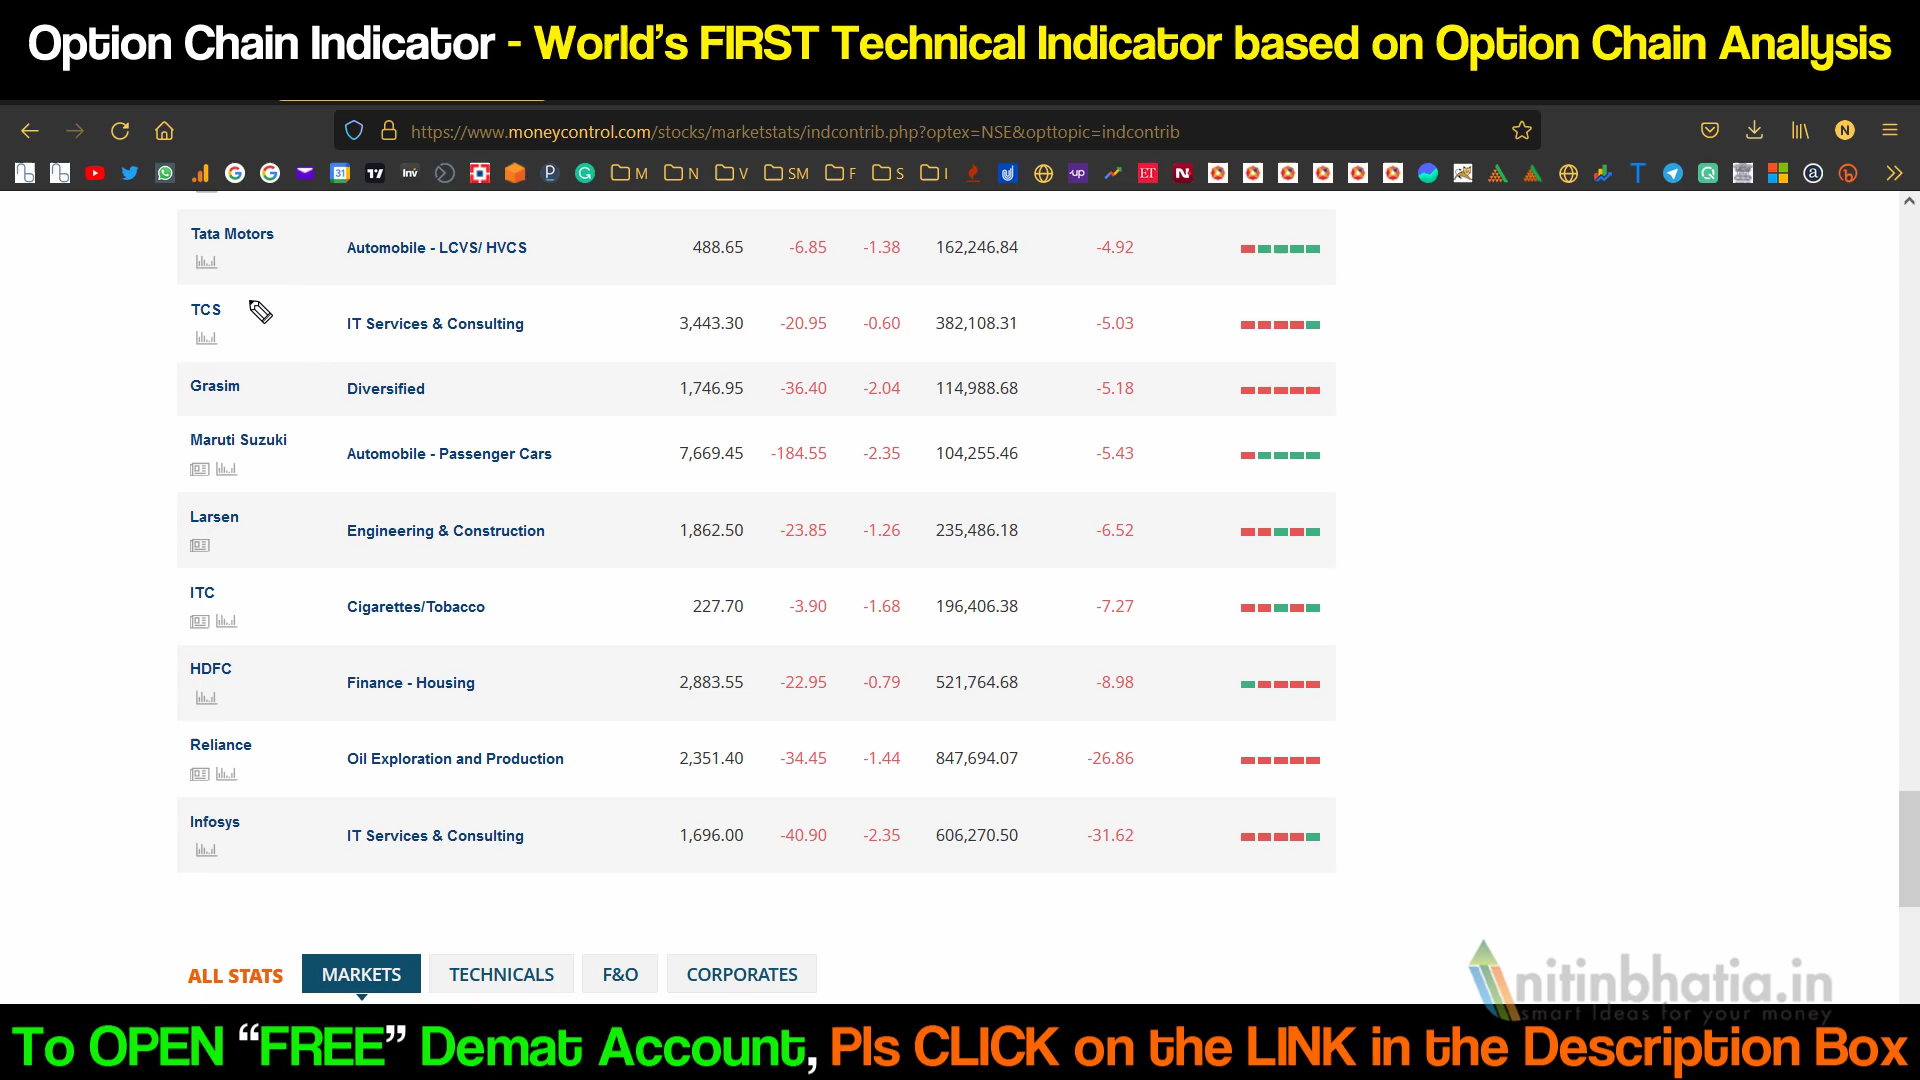 Option Chain Indicator - World's FIRST Technical Indicator based on Option Chain Analysis
https://www.moneycontrol.com/stocks/marketstats/indcontrib.php?optex=NSE&opttopic=indcontrib
N
31 Inv P M N V SM F S I up ET N T Q a b
Tata Motors Automobile - LCVS/ HVCS 488.65 -6.85 -1.38 162,246.84 -4.92
TCS IT Services & Consulting 3,443.30 -20.95 -0.60 382,108.31 -5.03
Grasim Diversified 1,746.95 -36.40 -2.04 114,988.68 -5.18
Maruti Suzuki Automobile - Passenger Cars 7,669.45 -184.55 -2.35 104,255.46 -5.43
Larsen Engineering & Construction 1,862.50 -23.85 -1.26 235,486.18 -6.52
ITC Cigarettes/Tobacco 227.70 -3.90 -1.68 196,406.38 -7.27
HDFC Finance - Housing 2,883.55 -22.95 -0.79 521,764.68 -8.98
Reliance Oil Exploration and Production 2,351.40 -34.45 -1.44 847,694.07 -26.86
Infosys IT Services & Consulting 1,696.00 -40.90 -2.35 606,270.50 -31.62
ALL STATS MARKETS TECHNICALS F&O CORPORATES
nitinbhatia.in
smart Ideas for your money
To OPEN “FREE” Demat Account, Pls CLICK on the LINK in the Description Box